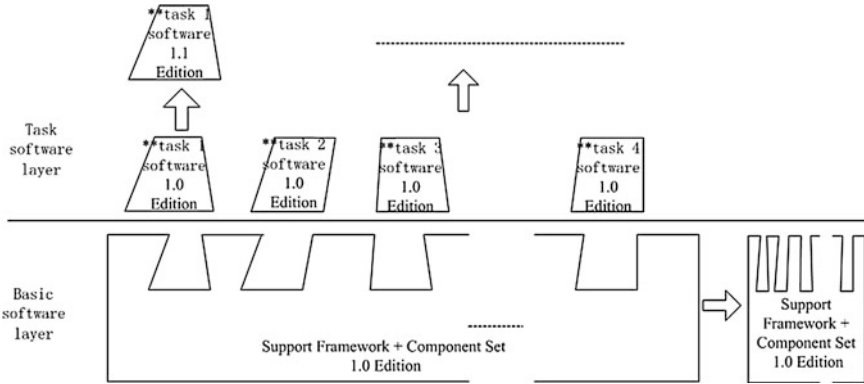 **task 1
software
1.1
Edition
Task
software
layer
**task 1
software
1.0
Edition
**task 2
software
1.0
Edition
**task 3
software
1.0
Edition
**task 4
software
1.0
Edition
Basic
software
layer
Support Framework + Component Set
1.0 Edition
Support
Framework +
Component Set
1.0 Edition